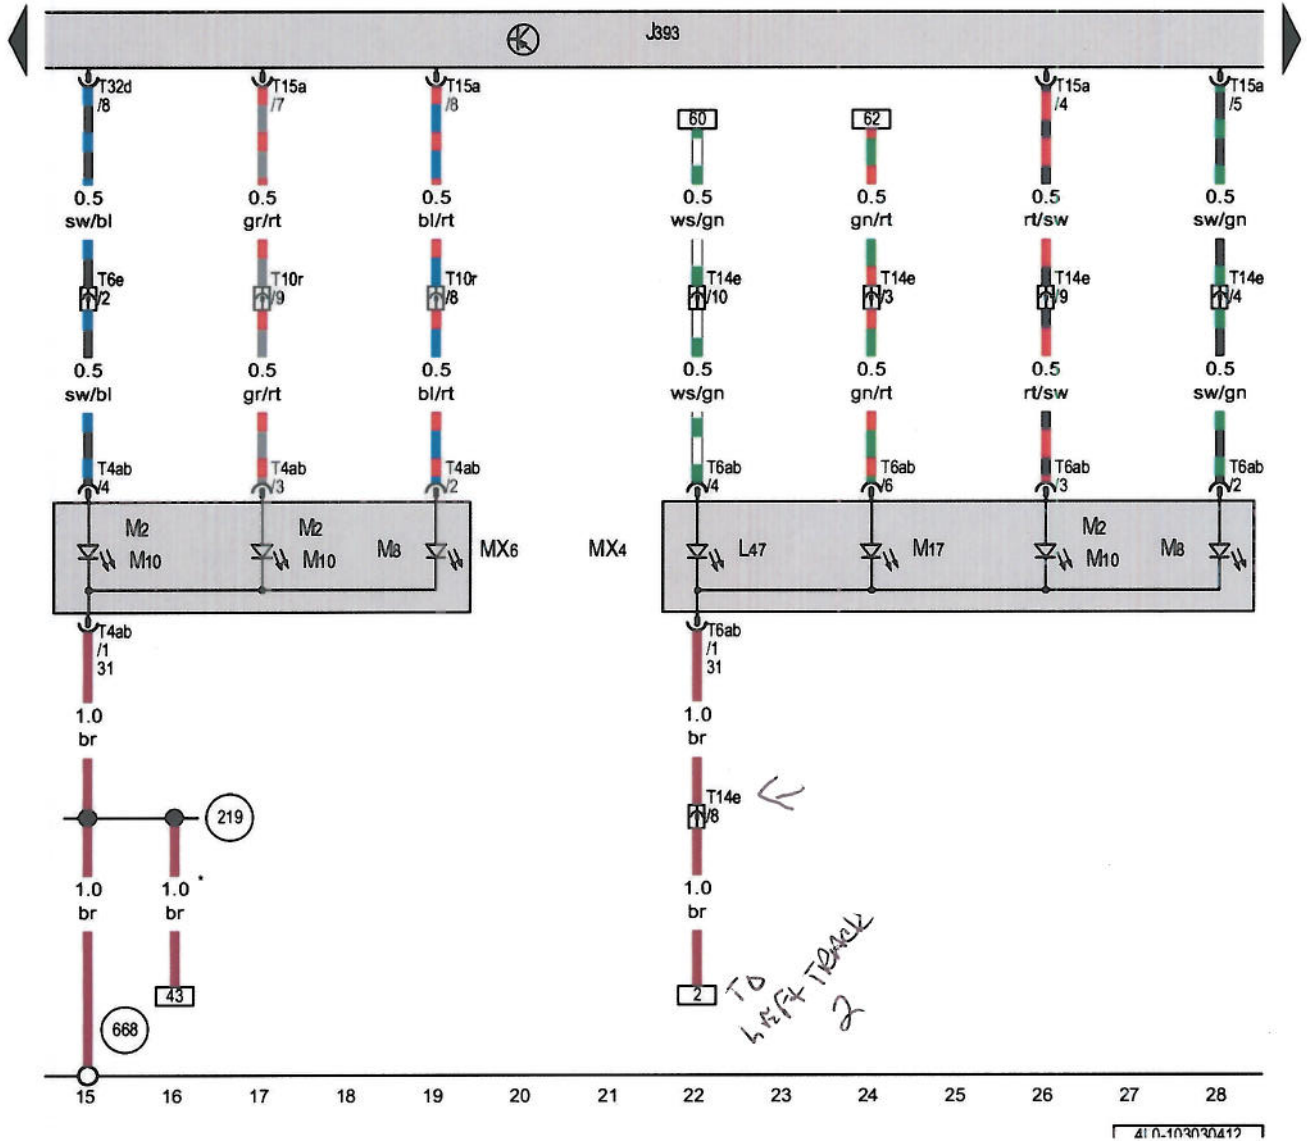 J393
T32d T15a T15a T15a T15a
/8 /7 /8 /4 /5
60 62
0.5 0.5 0.5 0.5 0.5 0.5 0.5
sw/bl gr/rt bl/rt ws/gn gn/rt rt/sw sw/gn
T6e T10r T10r T14e T14e T14e T14e
/2 /9 /8 /10 /3 /9 /4
0.5 0.5 0.5 0.5 0.5 0.5 0.5
sw/bl gr/rt bl/rt ws/gn gn/rt rt/sw sw/gn
T4ab T4ab T4ab T6ab T6ab T6ab T6ab
/4 /3 /2 /4 /6 /3 /2
M2 M2 M2
M10 M10 M8 MX6 MX4 L47 M17 M10 M8
T4ab T6ab
/1 /1
31 31
1.0 1.0
br br
T14e
/8
219
1.0 1.0 * 1.0
br br br
43 2
TO
LEft TRACK
2
668
15 16 17 18 19 20 21 22 23 24 25 26 27 28
4L0-103030412